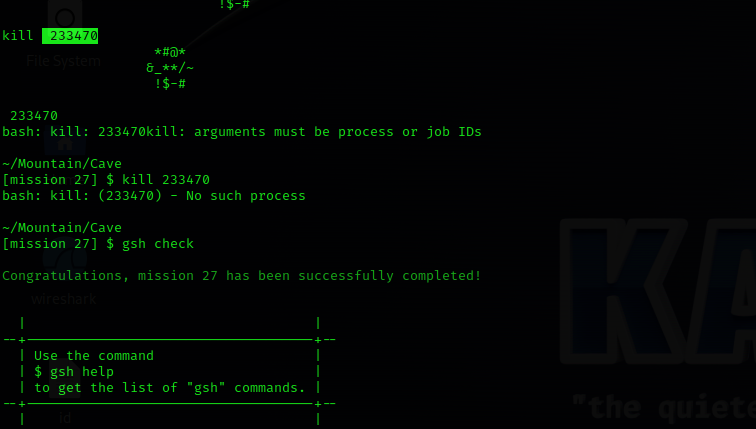 !$-#
kill 233470
*#@*
&_**/~
!$-#
File System
233470
bash: kill: 233470kill: arguments must be process or job IDs
~/Mountain/Cave
[mission 27] $ kill 233470
bash: kill: (233470) - No such process
~/Mountain/Cave
[mission 27] $ gsh check
Congratulations, mission 27 has been successfully completed!
wireshark
Use the command
$ gsh help
to get the list of "gsh" commands.
KA
"the quiete
id